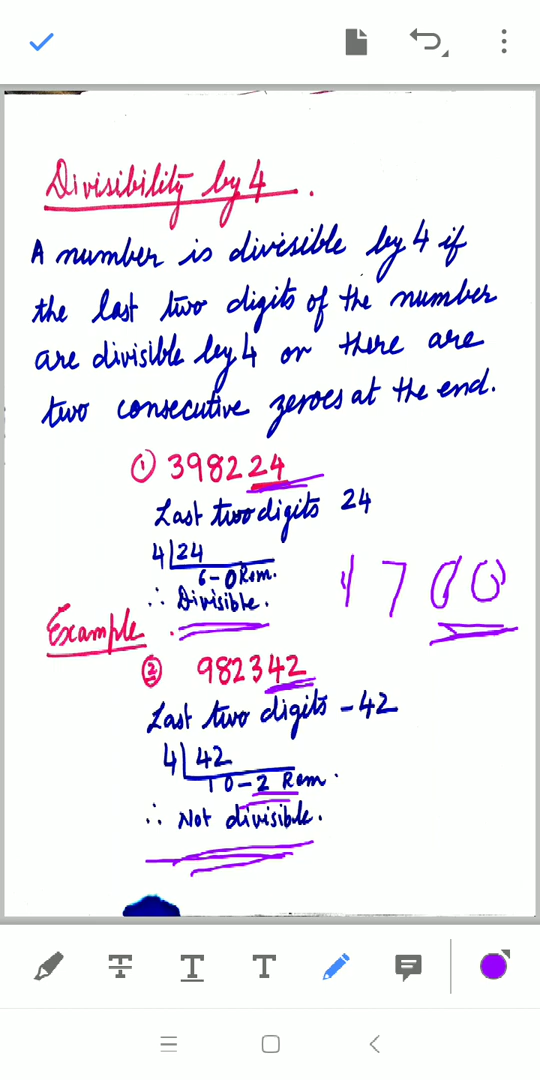 Divisibility by 4.
A number is divisible by 4 if
the last two digits of the number
are divisible by 4 or there are
two consecutive zeroes at the end.
① 398224
Last two digits 24
4 24
6-0 Rem.
∴ Divisible.
1700
Example
② 982342
Last two digits - 42
4 42
10-2 Rem.
∴ Not divisible.
T T T